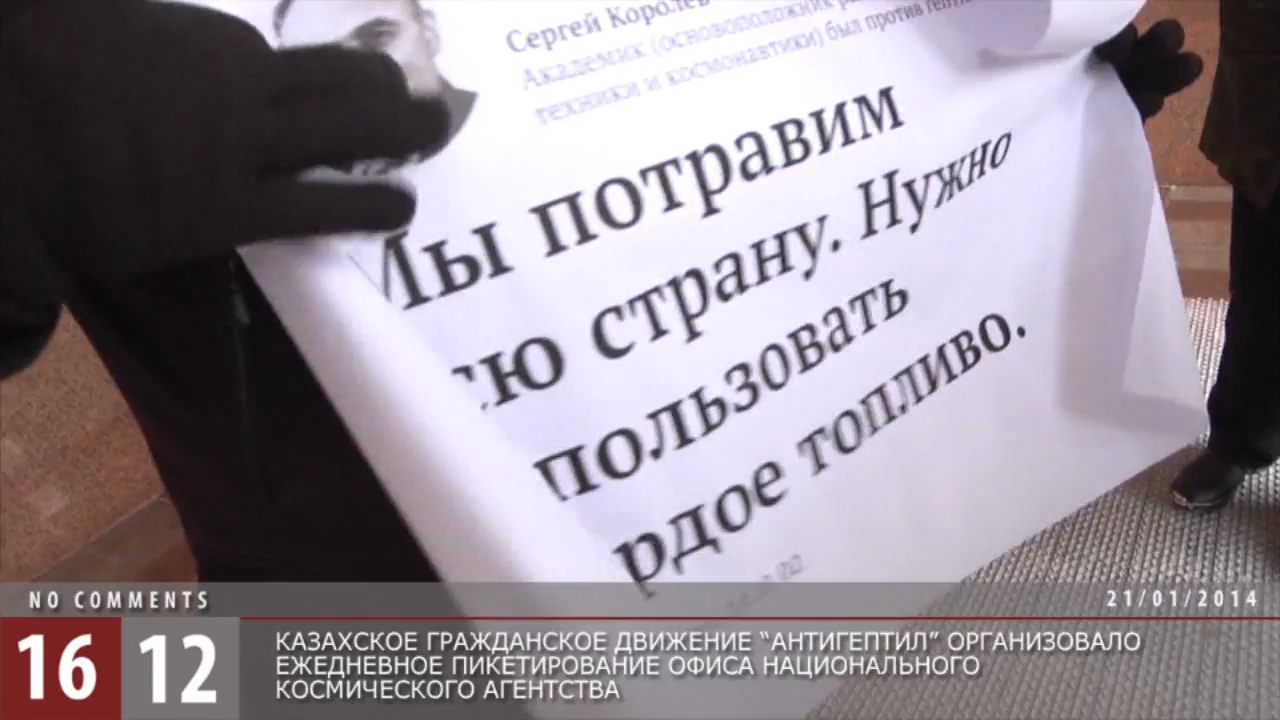 Сергей Королев
Академик (основоположник
техники и космонавтики) был против
Мы потравим
сю страну. Нужно
пользовать
рдое топливо.
NO COMMENTS
21/01/2014
16 12
КАЗАХСКОЕ ГРАЖДАНСКОЕ ДВИЖЕНИЕ “АНТИГЕПТИЛ” ОРГАНИЗОВАЛО
ЕЖЕДНЕВНОЕ ПИКЕТИРОВАНИЕ ОФИСА НАЦИОНАЛЬНОГО
КОСМИЧЕСКОГО АГЕНТСТВА